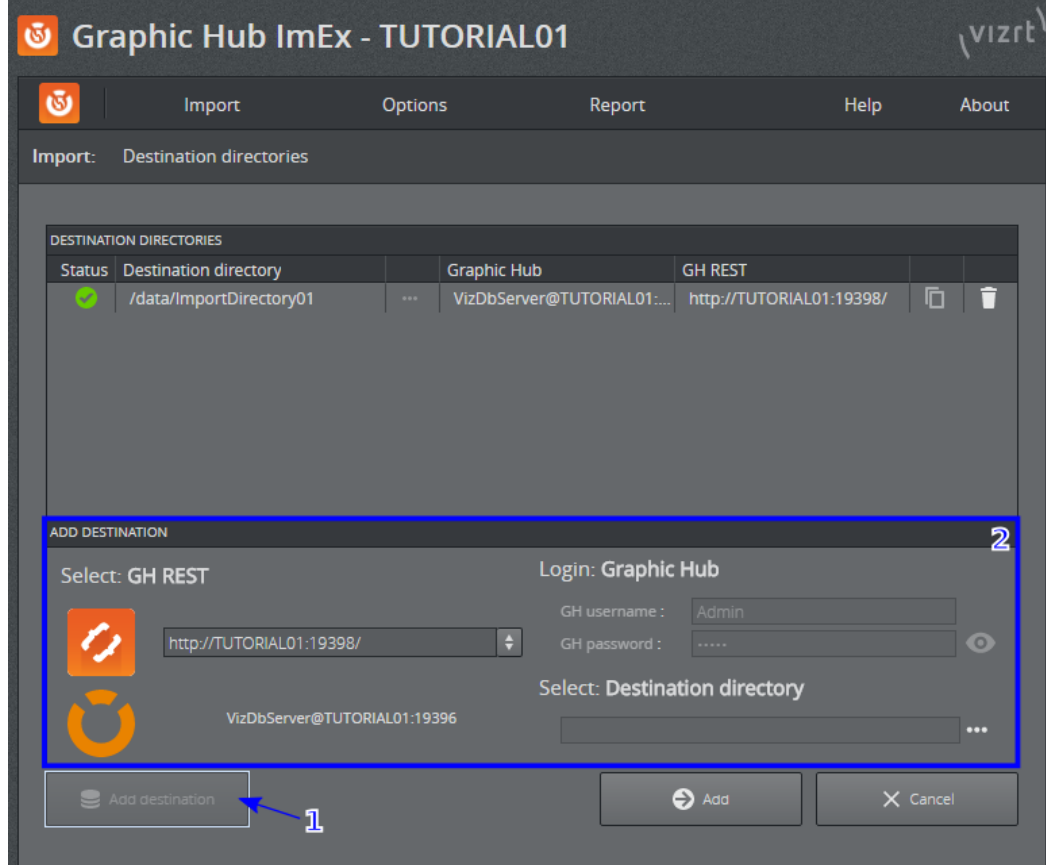 Graphic Hub ImEx - TUTORIAL01
vizrt
Import Options Report Help About
Import: Destination directories
DESTINATION DIRECTORIES
Status Destination directory ... Graphic Hub GH REST
/data/ImportDirectory01 ... VizDbServer@TUTORIAL01:... http://TUTORIAL01:19398/
ADD DESTINATION
2
Select: GH REST
Login: Graphic Hub
GH username : Admin
http://TUTORIAL01:19398/
GH password : .....
Select: Destination directory
VizDbServer@TUTORIAL01:19396
...
Add destination
Add
Cancel
1